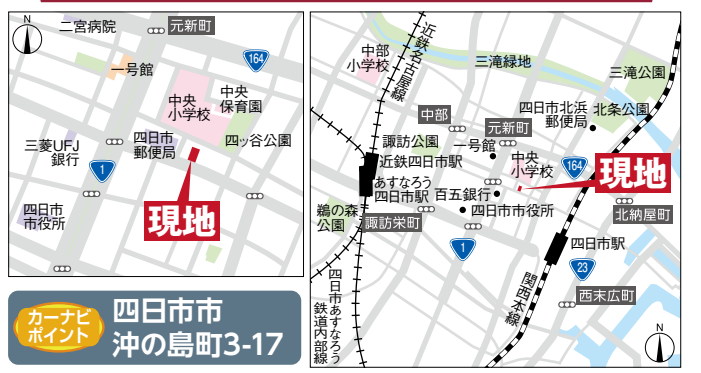 N
二宮病院
元新町
164
一号館
中央
小学校
中央
保育園
三菱UFJ
銀行
四日市
郵便局
四ッ谷公園
1
四日市
市役所
現地
カーナビ
ポイント
四日市市
沖の島町3-17
近鉄名古屋線
中部
小学校
三滝緑地
三滝公園
中部
四日市北浜
郵便局
北条公園
元新町
諏訪公園
一号館
近鉄四日市駅
中央
小学校
164
現地
あすなろう
四日市駅
百五銀行
鵜の森
公園
諏訪栄町
四日市市役所
北納屋町
1
四日市駅
23
関西本線
西末広町
四日市あすなろう
鉄道内部線
N